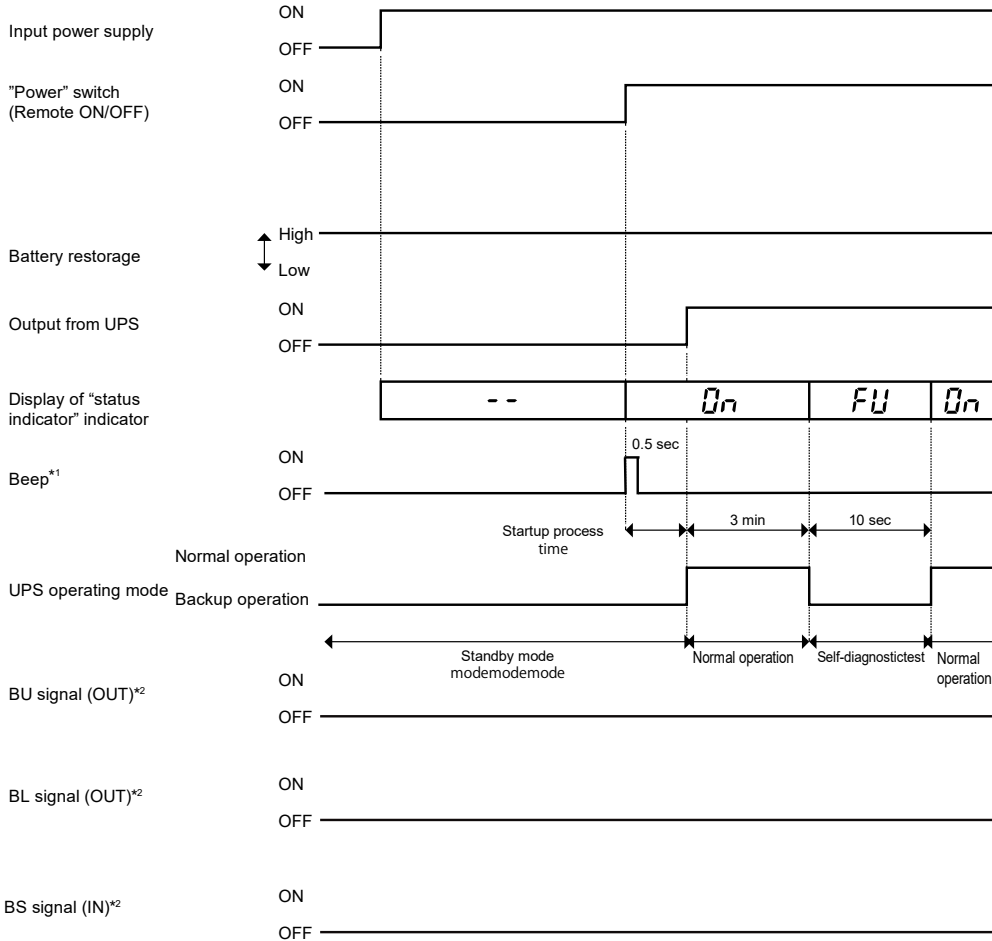 ON
Input power supply
OFF
"Power" switch
(Remote ON/OFF)
ON
OFF
High
Battery restorage
Low
ON
Output from UPS
OFF
Display of “status
indicator” indicator
- -
On
FU
On
0.5 sec
ON
Beep*1
OFF
Startup process
time
3 min
10 sec
Normal operation
UPS operating mode
Backup operation
Standby mode
modemodemode
Normal operation
Self-diagnostictest
Normal
operation
ON
BU signal (OUT)*2
OFF
ON
BL signal (OUT)*2
OFF
ON
BS signal (IN)*2
OFF